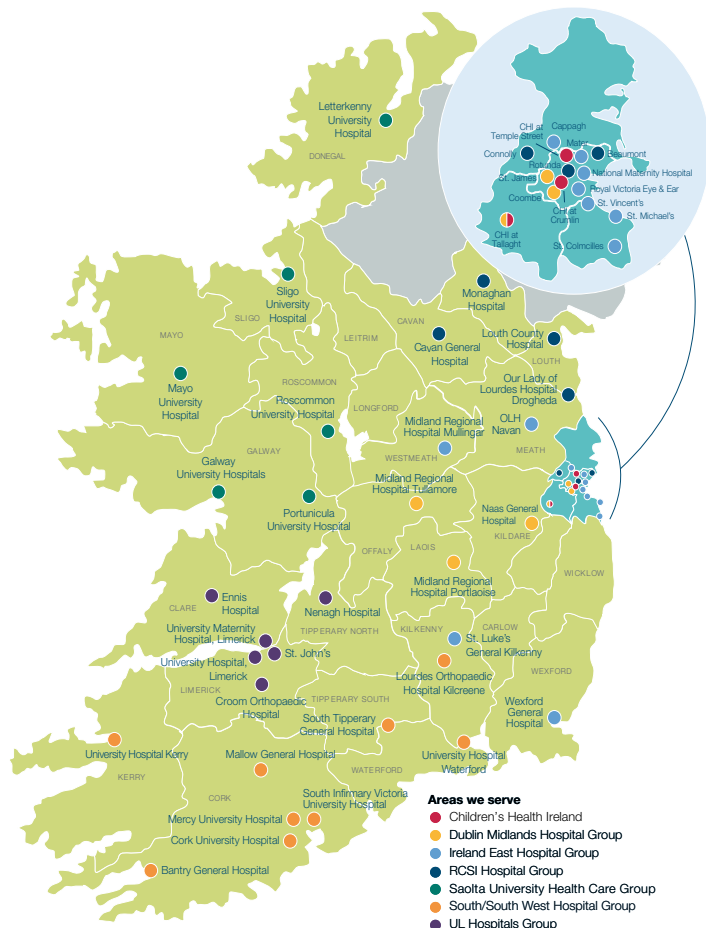 Letterkenny
University
Hospital
DONEGAL
CHI at
Temple Street
Cappagh
Mater
Connolly
Beaumont
Rotunda
National Maternity Hospital
St. James
Royal Victoria Eye & Ear
Coombe
St. Vincent's
CHI at
Crumlin
St. Michael's
CHI at
Tallaght
St. Colmcilles
Sligo
University
Hospital
SLIGO
Monaghan
Hospital
MAYO
LEITRIM
CAVAN
Cavan General
Hospital
Louth County
Hospital
LOUTH
Mayo
University
Hospital
ROSCOMMON
Roscommon
University Hospital
LONGFORD
Our Lady of
Lourdes Hospital
Drogheda
Midland Regional
Hospital Mullingar
OLH
Navan
GALWAY
WESTMEATH
MEATH
Galway
University Hospitals
Midland Regional
Hospital Tullamore
Portunicula
University Hospital
Naas General
Hospital
KILDARE
OFFALY
LAOIS
Midland Regional
Hospital Portlaoise
WICKLOW
CLARE
Ennis
Hospital
Nenagh Hospital
University Maternity
Hospital, Limerick
TIPPERARY NORTH
KILKENNY
CARLOW
St. Luke's
General Kilkenny
University Hospital,
Limerick
St. John's
Lourdes Orthopaedic
Hospital Kilcreene
WEXFORD
LIMERICK
Croom Orthopaedic
Hospital
TIPPERARY SOUTH
South Tipperary
General Hospital
Wexford
General
Hospital
University Hospital Kerry
Mallow General Hospital
University Hospital
Waterford
KERRY
WATERFORD
CORK
South Infirmary Victoria
University Hospital
Mercy University Hospital
Cork University Hospital
Bantry General Hospital
Areas we serve
Children's Health Ireland
Dublin Midlands Hospital Group
Ireland East Hospital Group
RCSI Hospital Group
Saolta University Health Care Group
South/South West Hospital Group
UL Hospitals Group